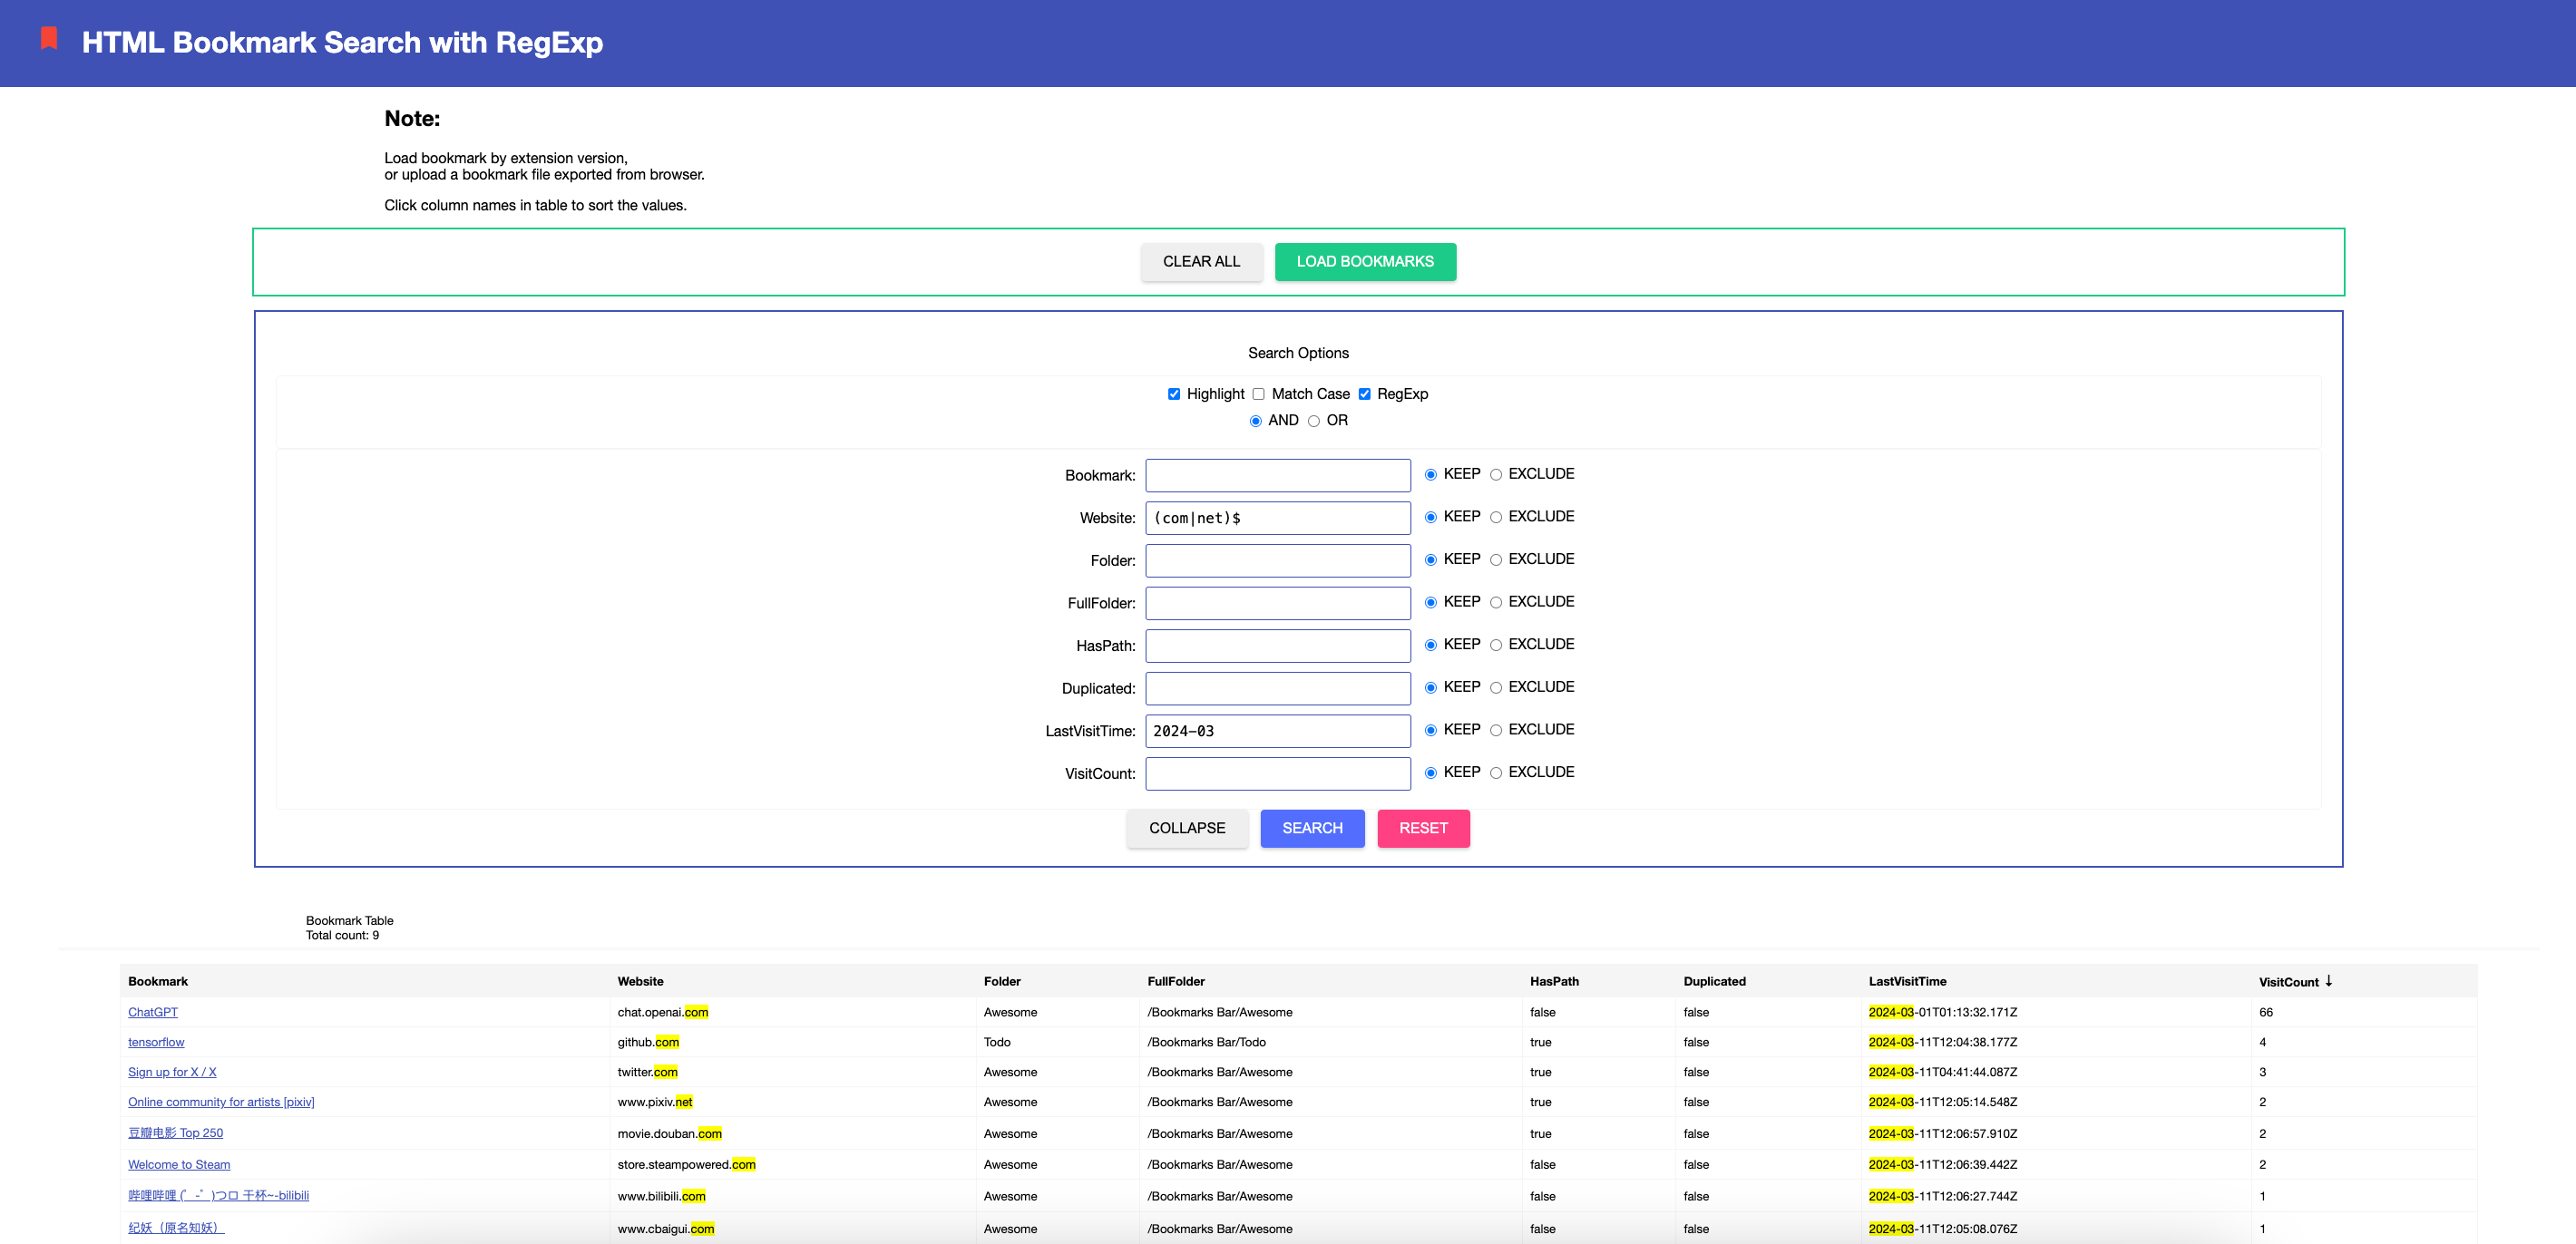 HTML Bookmark Search with RegExp
Note:
Load bookmark by extension version,
or upload a bookmark file exported from browser.
Click column names in table to sort the values.
CLEAR ALL LOAD BOOKMARKS
Search Options
Highlight Match Case RegExp
AND OR
Bookmark: KEEP EXCLUDE
Website: (com|net)$ KEEP EXCLUDE
Folder: KEEP EXCLUDE
FullFolder: KEEP EXCLUDE
HasPath: KEEP EXCLUDE
Duplicated: KEEP EXCLUDE
LastVisitTime: 2024-03 KEEP EXCLUDE
VisitCount: KEEP EXCLUDE
COLLAPSE SEARCH RESET
Bookmark Table
Total count: 9
Bookmark Website Folder FullFolder HasPath Duplicated LastVisitTime VisitCount ↓
ChatGPT chat.openai.com Awesome /Bookmarks Bar/Awesome false false 2024-03-01T01:13:32.171Z 66
tensorflow github.com Todo /Bookmarks Bar/Todo true false 2024-03-11T12:04:38.177Z 4
Sign up for X / X twitter.com Awesome /Bookmarks Bar/Awesome true false 2024-03-11T04:41:44.087Z 3
Online community for artists [pixiv] www.pixiv.net Awesome /Bookmarks Bar/Awesome true false 2024-03-11T12:05:14.548Z 2
豆瓣电影 Top 250 movie.douban.com Awesome /Bookmarks Bar/Awesome true false 2024-03-11T12:06:57.910Z 2
Welcome to Steam store.steampowered.com Awesome /Bookmarks Bar/Awesome false false 2024-03-11T12:06:39.442Z 2
哔哩哔哩 (゜-゜)つロ 干杯~-bilibili www.bilibili.com Awesome /Bookmarks Bar/Awesome false false 2024-03-11T12:06:27.744Z 1
纪妖（原名知妖） www.cbaigui.com Awesome /Bookmarks Bar/Awesome false false 2024-03-11T12:05:08.076Z 1